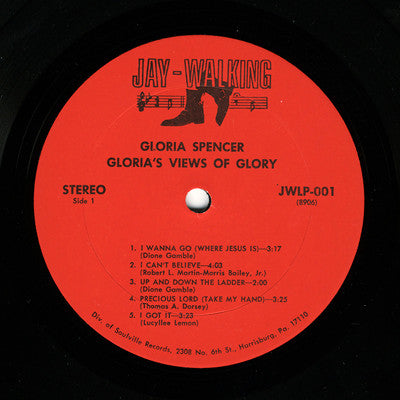 JAY-WALKING
GLORIA SPENCER
GLORIA'S VIEWS OF GLORY
STEREO
Side 1
JWLP-001
(8906)
1. I WANNA GO (WHERE JESUS IS)—3:17
(Dione Gamble)
2. I CAN'T BELIEVE—4:03
(Robert L. Martin-Morris Bailey, Jr.)
3. UP AND DOWN THE LADDER—2:00
(Dione Gamble)
4. PRECIOUS LORD (TAKE MY HAND)—3:25
(Thomas A. Dorsey)
5. I GOT IT—3:23
(Lucyllee Lemon)
Div. of Soulville Records, 2308 No. 6th St., Harrisburg, Pa. 17110